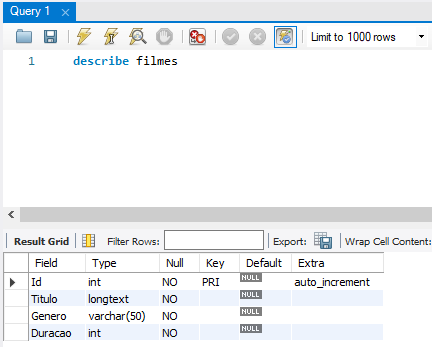 Query 1
Limit to 1000 rows
1 describe filmes
Result Grid Filter Rows: Export: Wrap Cell Content:
Field Type Null Key Default Extra
Id int NO PRI NULL auto_increment
Titulo longtext NO NULL
Genero varchar(50) NO NULL
Duracao int NO NULL